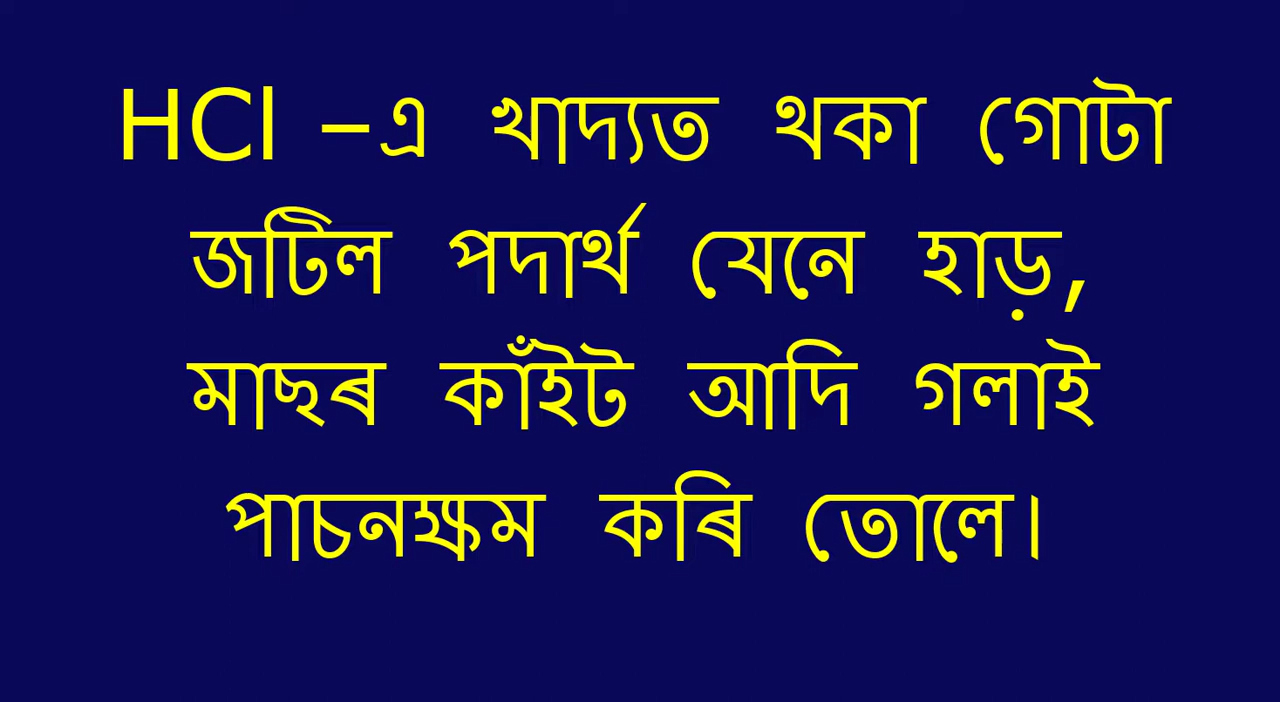 HCl –এ খাদ্যত থকা গোটা
জটিল পদাৰ্থ যেনে হাড়,
মাছৰ কাঁইট আদি গলাই
পাচনক্ষম কৰি তোলে।